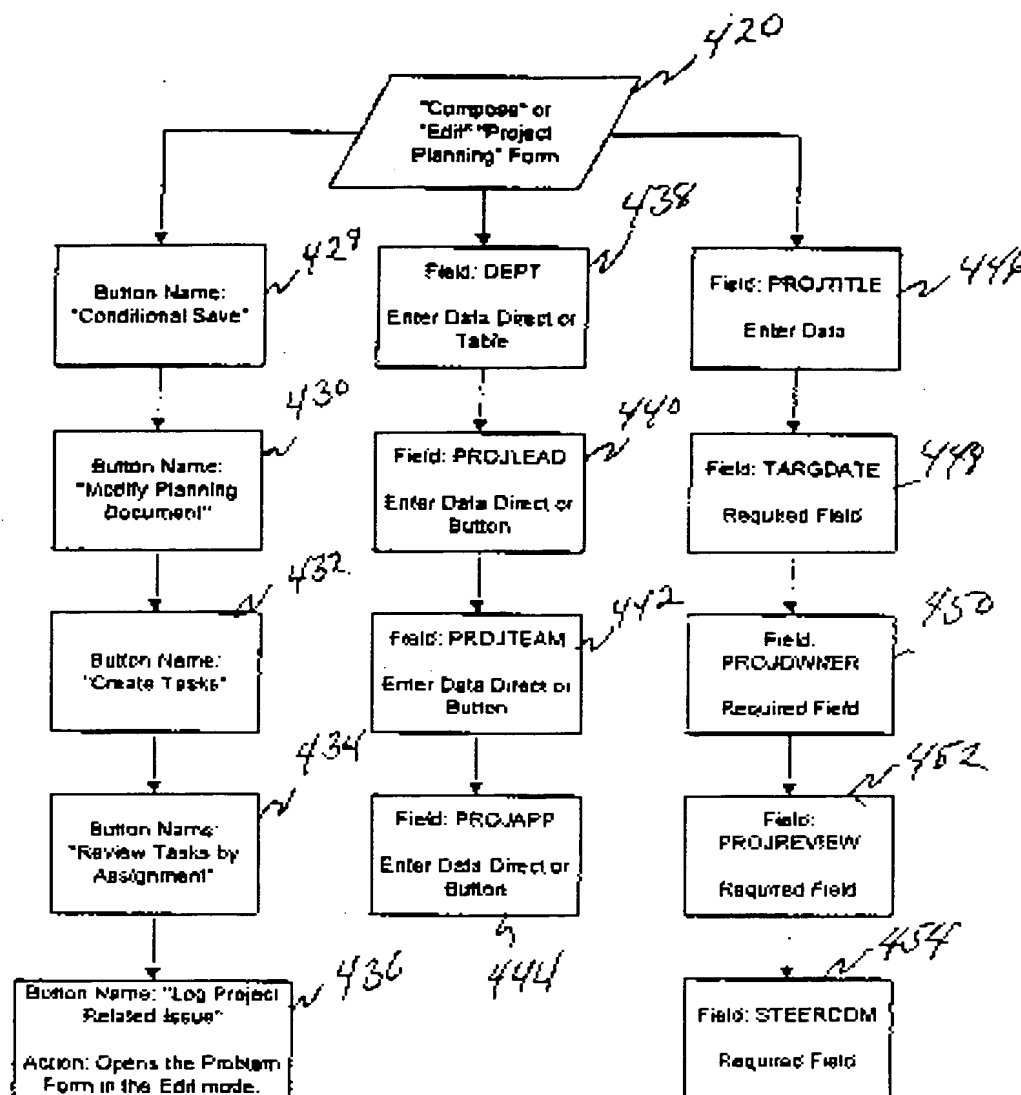 420
"Compose" or
"Edit" "Project
Planning" Form
Button Name:
"Conditional Save"
428
Button Name:
"Modify Planning
Document"
430
Button Name:
"Create Tasks"
432
Button Name:
"Review Tasks by
Assignment"
434
Button Name: "Log Project
Related Issue"
Action: Opens the Problem
Form in the Edit mode.
436
Field: DEPT
Enter Data Direct or
Table
438
Field: PROJLEAD
Enter Data Direct or
Button
440
Field: PROJTEAM
Enter Data Direct or
Button
442
Field: PROJAPP
Enter Data Direct or
Button
444
Field: PROJTITLE
Enter Data
446
Field: TARGDATE
Required Field
448
Field:
PROJOWNER
Required Field
450
Field:
PROJREVIEW
Required Field
452
Field: STEERCOM
Required Field
454